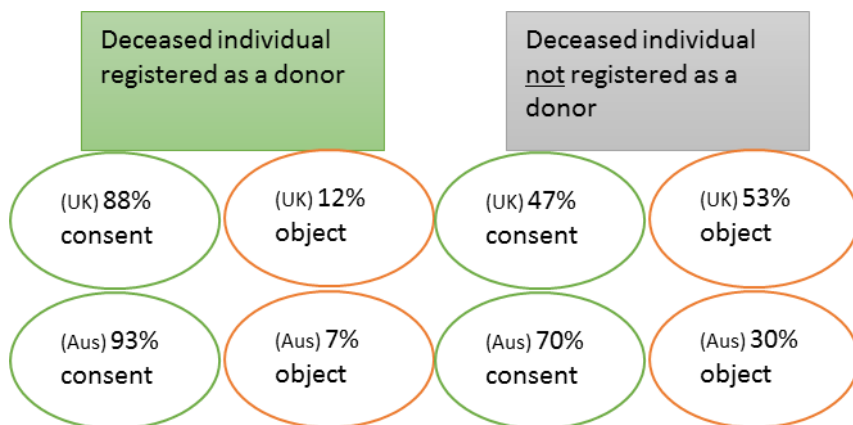 Deceased individual
registered as a donor
Deceased individual
not registered as a
donor
(UK) 88%
consent
(UK) 12%
object
(UK) 47%
consent
(UK) 53%
object
(Aus) 93%
consent
(Aus) 7%
object
(Aus) 70%
consent
(Aus) 30%
object